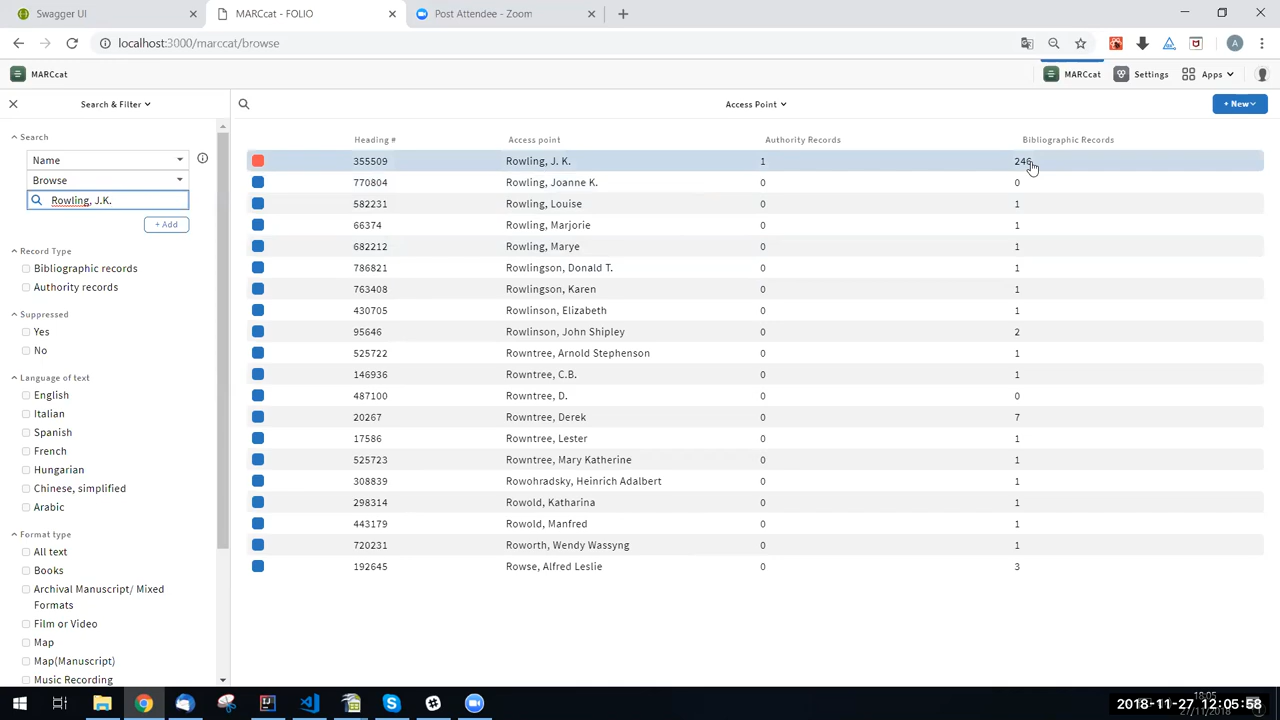 Swagger UI
MARCcat - FOLIO
Post Attendee - Zoom
localhost:3000/marccat/browse
A
MARCcat
MARCcat
Settings
Apps
Search & Filter
Access Point
+ New
Search
Name
Browse
Rowling, J.K.
+ Add
Record Type
Bibliographic records
Authority records
Suppressed
Yes
No
Language of text
English
Italian
Spanish
French
Hungarian
Chinese, simplified
Arabic
Format type
All text
Books
Archival Manuscript/ Mixed
Formats
Film or Video
Map
Map(Manuscript)
Music Recording
Heading # Access point Authority Records Bibliographic Records
355509 Rowling, J. K. 1 246
770804 Rowling, Joanne K. 0 0
582231 Rowling, Louise 0 1
66374 Rowling, Marjorie 0 1
682212 Rowling, Marye 0 1
786821 Rowlingson, Donald T. 0 1
763408 Rowlingson, Karen 0 1
430705 Rowlinson, Elizabeth 0 1
95646 Rowlinson, John Shipley 0 2
525722 Rowntree, Arnold Stephenson 0 1
146936 Rowntree, C.B. 0 1
487100 Rowntree, D. 0 0
20267 Rowntree, Derek 0 7
17586 Rowntree, Lester 0 1
525723 Rowntree, Mary Katherine 0 1
308839 Rowohradsky, Heinrich Adalbert 0 1
298314 Rowold, Katharina 0 1
443179 Rowold, Manfred 0 1
720231 Roworth, Wendy Wassyng 0 1
192645 Rowse, Alfred Leslie 0 3
18:05
27/11/2018
2018-11-27 12:05:58